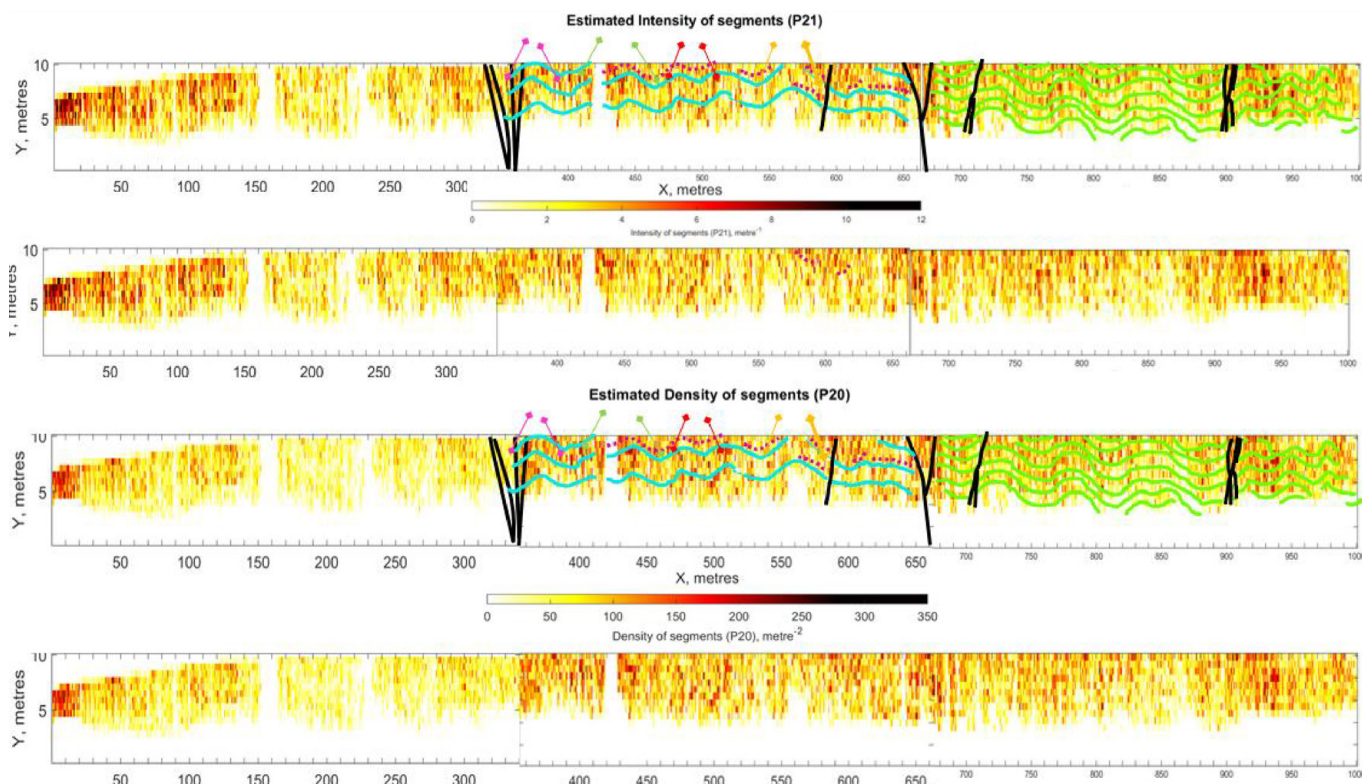 Estimated Intensity of segments (P21)
10
5
Y, metres
50 100 150 200 250 300 400 450 500 550 600 650 700 750 800 850 900 950 1000
X, metres
0 2 4 6 8 10 12
Intensity of segments (P21), metre⁻¹
10
5
metres
50 100 150 200 250 300 400 450 500 550 600 650 700 750 800 850 900 950 1000
Estimated Density of segments (P20)
10
5
Y, metres
50 100 150 200 250 300 400 450 500 550 600 650 700 750 800 850 900 950 1000
X, metres
0 50 100 150 200 250 300 350
Density of segments (P20), metre⁻²
10
5
Y, metres
50 100 150 200 250 300 400 450 500 550 600 650 700 750 800 850 900 950 1000